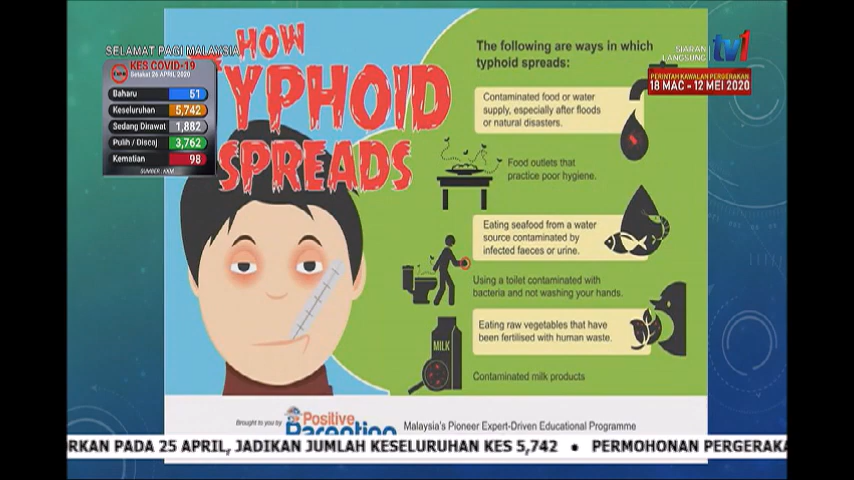 SELAMAT PAGI MALAYSIA
KES COVID-19
Setakat 26 APRIL 2020
Baharu 51
Keseluruhan 5,742
Sedang Dirawat 1,882
Pulih / Discaj 3,762
Kematian 98
SUMBER : KKM
HOW
TYPHOID
SPREADS
SIARAN
LANGSUNG
tv1
PERINTAH KAWALAN PERGERAKAN
18 MAC - 12 MEI 2020
The following are ways in which
typhoid spreads:
Contaminated food or water
supply, especially after floods
or natural disasters.
Food outlets that
practice poor hygiene.
Eating seafood from a water
source contaminated by
infected faeces or urine.
Using a toilet contaminated with
bacteria and not washing your hands.
Eating raw vegetables that have
been fertilised with human waste.
MILK
Contaminated milk products
Brought to you by
Positive
Parenting
Malaysia's Pioneer Expert-Driven Educational Programme
ORKAN PADA 25 APRIL, JADIKAN JUMLAH KESELURUHAN KES 5,742 • PERMOHONAN PERGERAKA